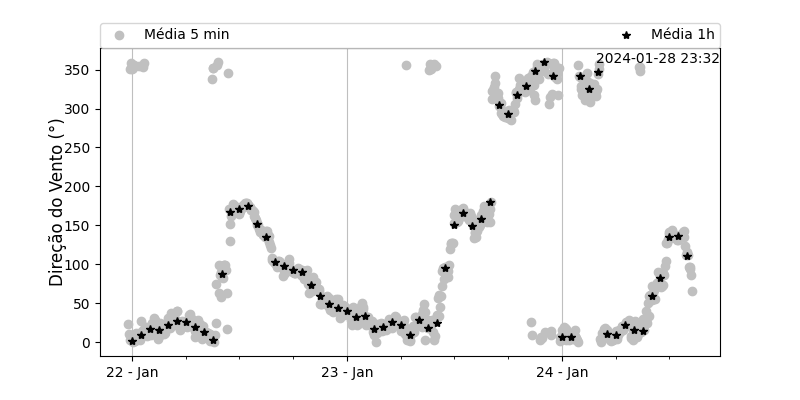 Média 5 min
Média 1h
2024-01-28 23:32
Direção do Vento (°)
350
300
250
200
150
100
50
0
22 - Jan
23 - Jan
24 - Jan